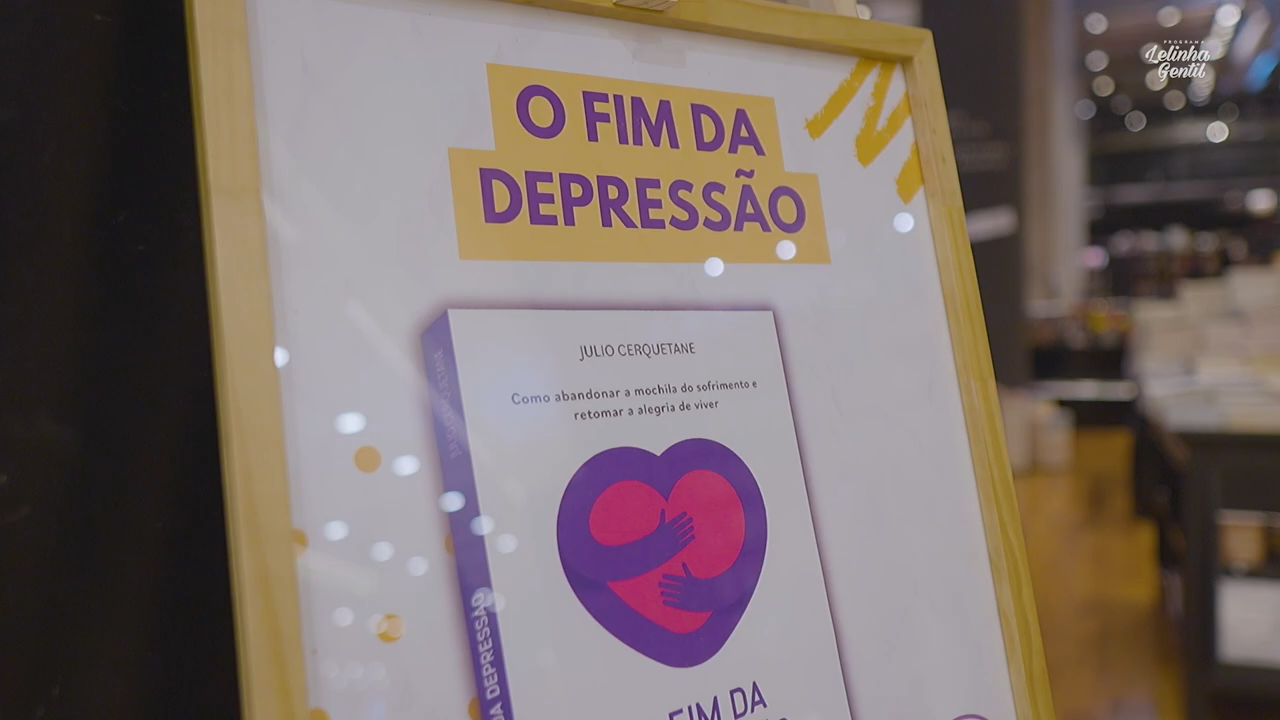 PROGRAMA
Lelinha
Gentil
O FIM DA
DEPRESSÃO
JULIO CERQUETANE
Como abandonar a mochila do sofrimento e
retomar a alegria de viver
FIM DA
DA DEPRESSÃO